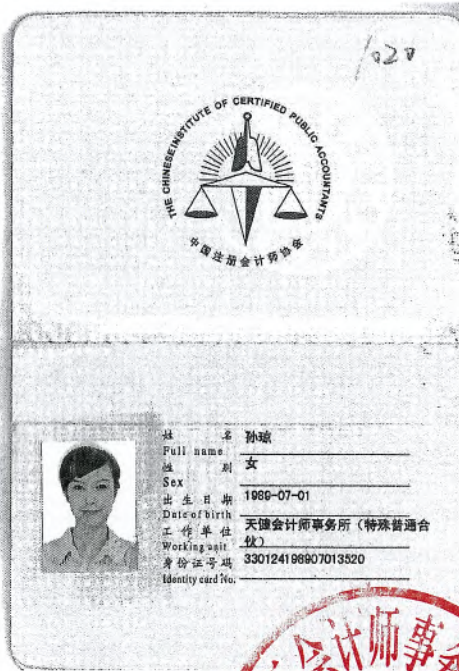 1020
THE CHINESE INSTITUTE OF CERTIFIED PUBLIC ACCOUNTANTS
中国注册会计师协会
姓名 孙琼
Full name
性别 女
Sex
出生日期 1989-07-01
Date of birth
工作单位 天健会计师事务所（特殊普通合
Working unit 伙）
身份证号码 330124198907013520
Identity card No.
会计师事务